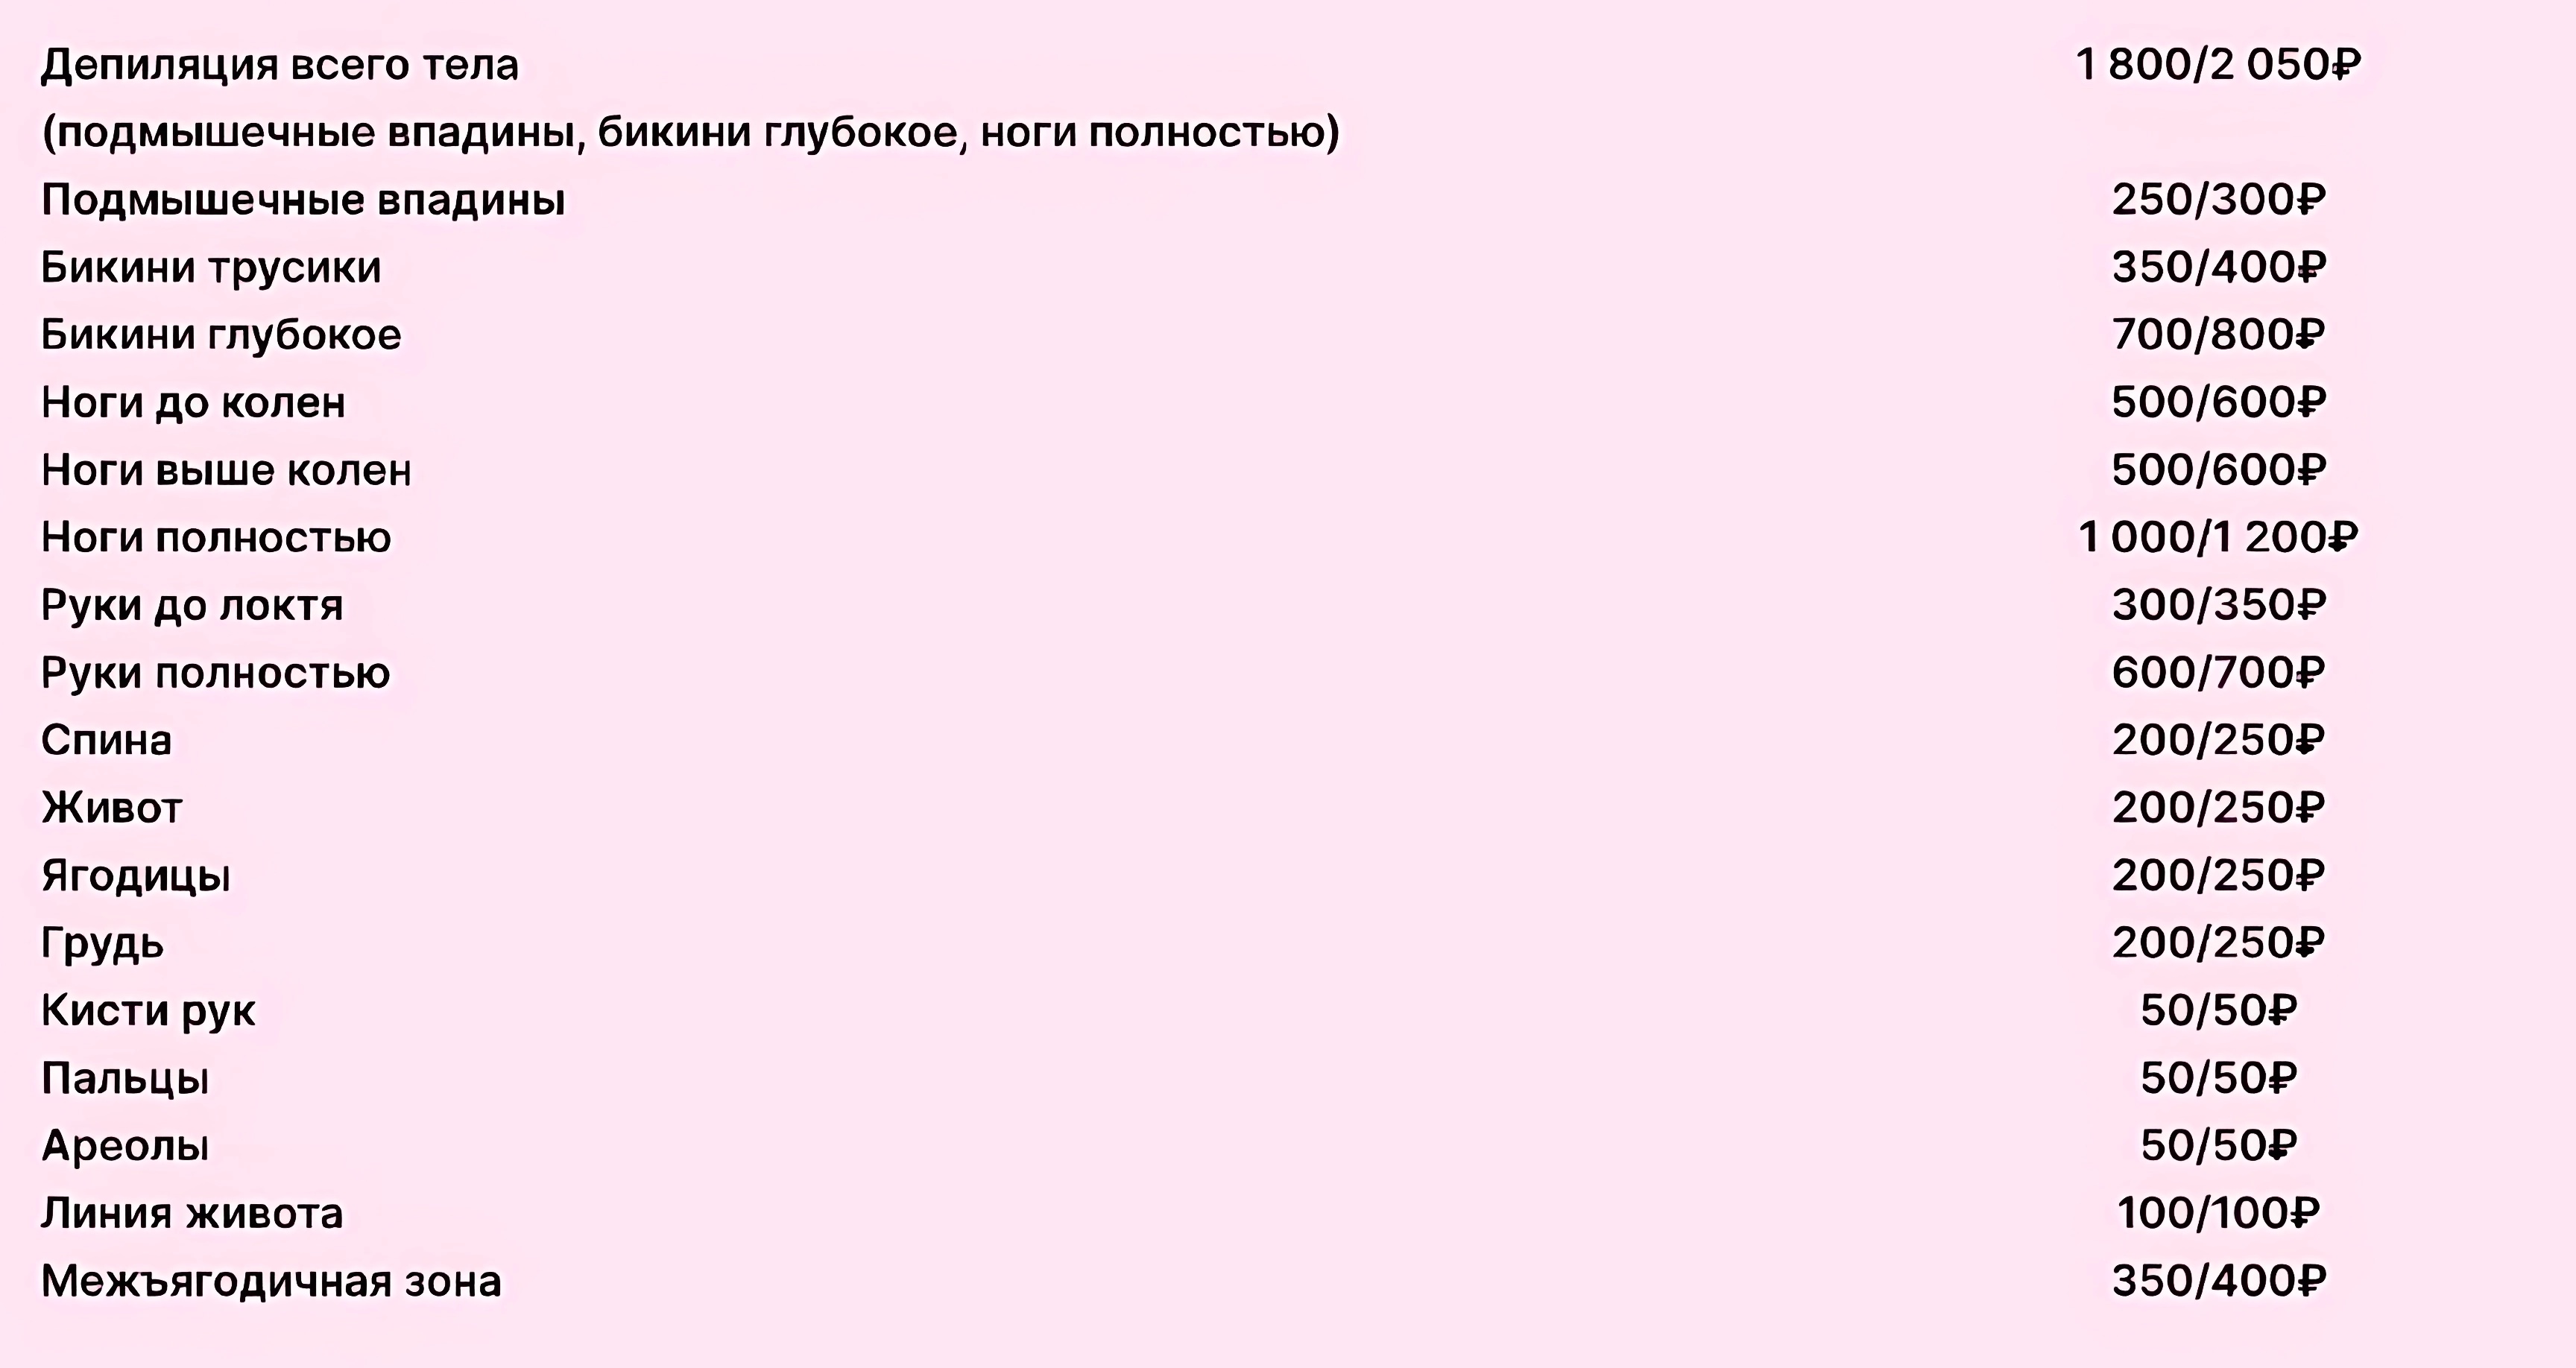 Депиляция всего тела 1 800/2 050₽
(подмышечные впадины, бикини глубокое, ноги полностью)
Подмышечные впадины 250/300₽
Бикини трусики 350/400₽
Бикини глубокое 700/800₽
Ноги до колен 500/600₽
Ноги выше колен 500/600₽
Ноги полностью 1 000/1 200₽
Руки до локтя 300/350₽
Руки полностью 600/700₽
Спина 200/250₽
Живот 200/250₽
Ягодицы 200/250₽
Грудь 200/250₽
Кисти рук 50/50₽
Пальцы 50/50₽
Ареолы 50/50₽
Линия живота 100/100₽
Межъягодичная зона 350/400₽